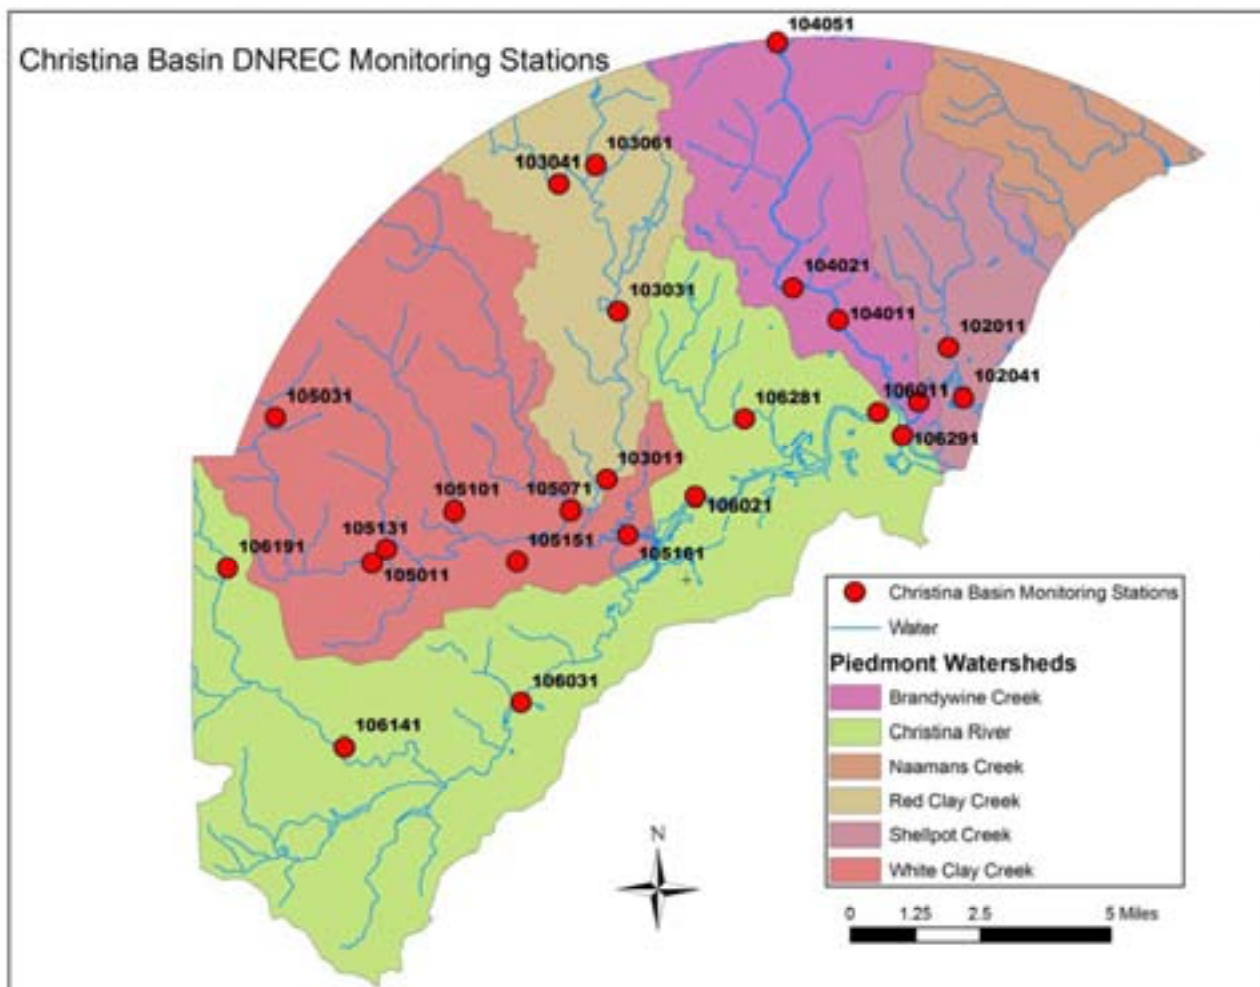 Christina Basin DNREC Monitoring Stations
104051
103061
103041
104021
103031
104011
102011
102041
105031
106281
106011
106291
103011
105101
105071
106021
105131
105151
105161
106191
105011
106031
106141
Christina Basin Monitoring Stations
Water
Piedmont Watersheds
Brandywine Creek
Christina River
Naamans Creek
Red Clay Creek
Shellpot Creek
White Clay Creek
N
0 1.25 2.5 5 Miles